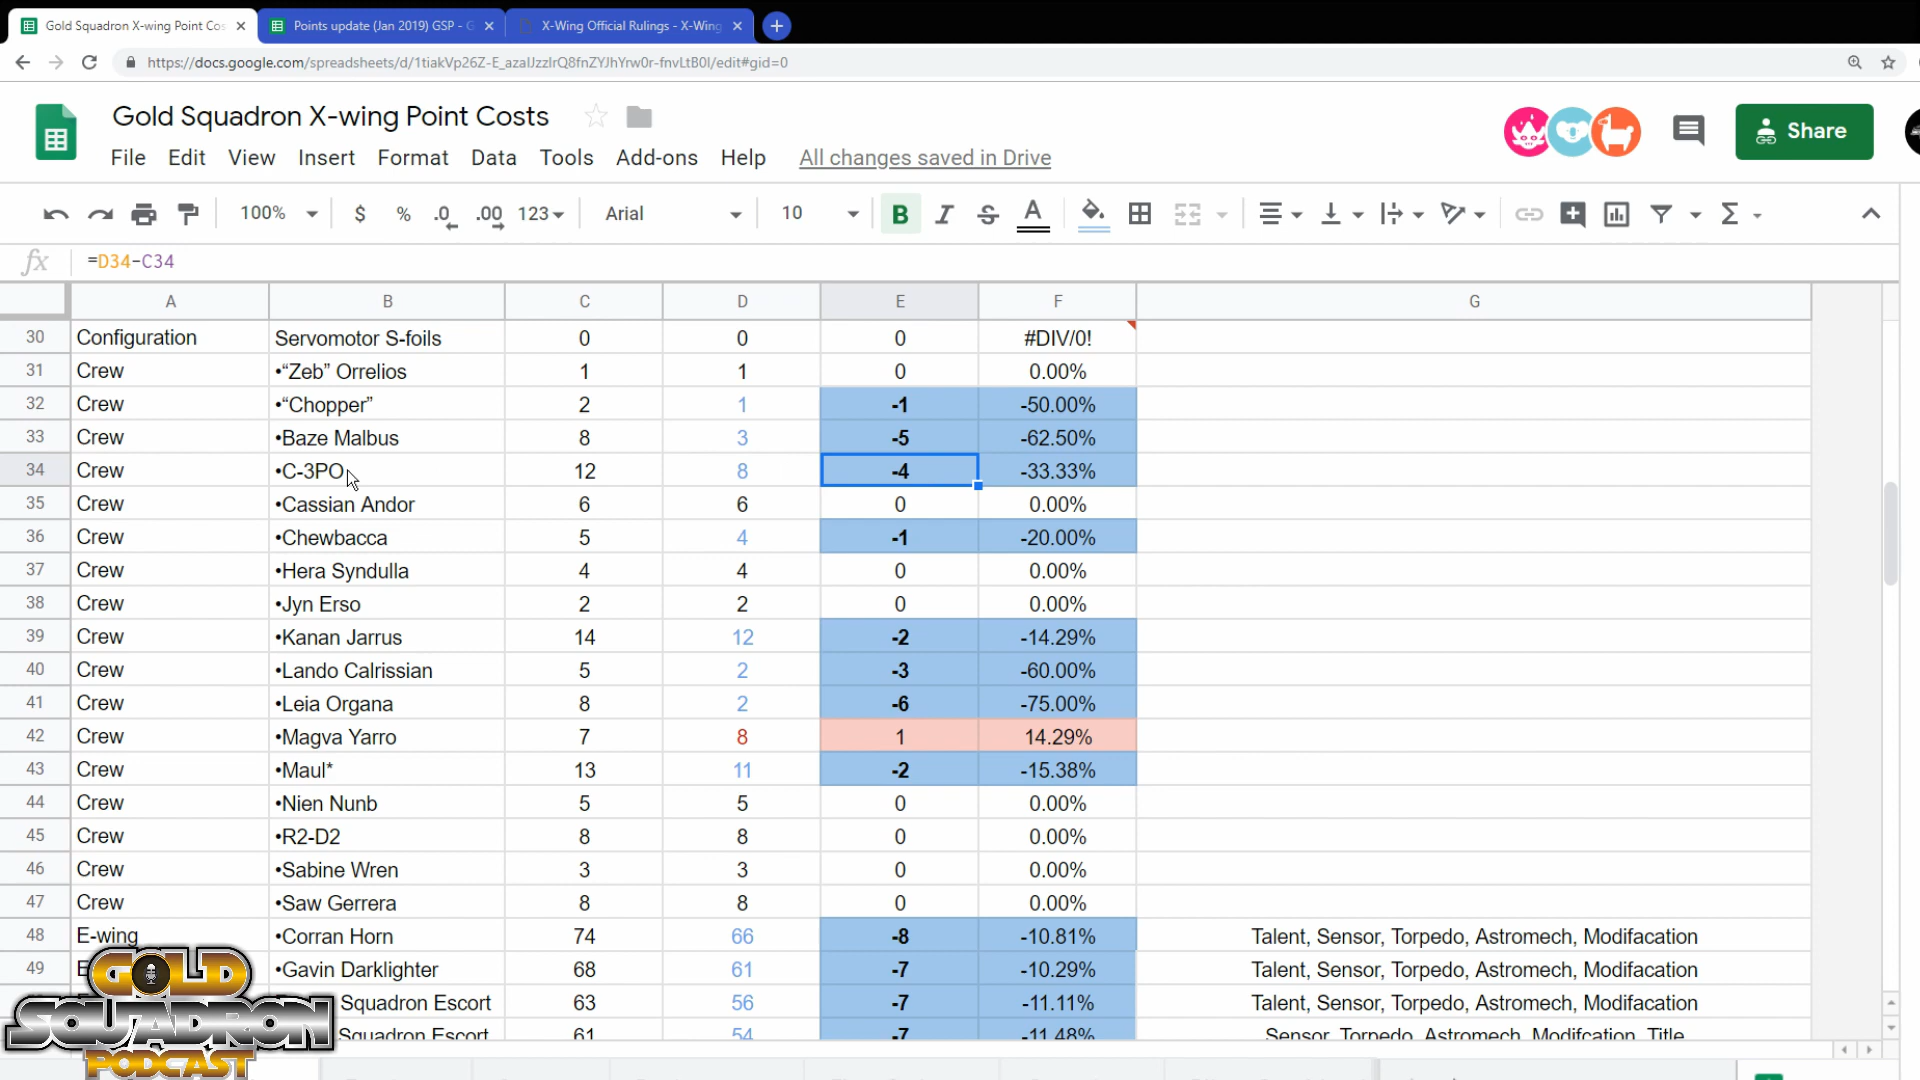 Gold Squadron X-wing Point Cos
Points update (Jan 2019) GSP - G
X-Wing Official Rulings - X-Wing
https://docs.google.com/spreadsheets/d/1tiakVp26Z-E_azaIJzzIrQ8fnZYJhYrw0r-fnvLtB0I/edit#gid=0
Gold Squadron X-wing Point Costs
File Edit View Insert Format Data Tools Add-ons Help All changes saved in Drive
Share
100% $ % .0 .00 123 Arial 10 B I S A Σ
fx =D34-C34
A B C D E F G
30 Configuration Servomotor S-foils 0 0 0 #DIV/0!
31 Crew •“Zeb” Orrelios 1 1 0 0.00%
32 Crew •“Chopper” 2 1 -1 -50.00%
33 Crew •Baze Malbus 8 3 -5 -62.50%
34 Crew •C-3PO 12 8 -4 -33.33%
35 Crew •Cassian Andor 6 6 0 0.00%
36 Crew •Chewbacca 5 4 -1 -20.00%
37 Crew •Hera Syndulla 4 4 0 0.00%
38 Crew •Jyn Erso 2 2 0 0.00%
39 Crew •Kanan Jarrus 14 12 -2 -14.29%
40 Crew •Lando Calrissian 5 2 -3 -60.00%
41 Crew •Leia Organa 8 2 -6 -75.00%
42 Crew •Magva Yarro 7 8 1 14.29%
43 Crew •Maul* 13 11 -2 -15.38%
44 Crew •Nien Nunb 5 5 0 0.00%
45 Crew •R2-D2 8 8 0 0.00%
46 Crew •Sabine Wren 3 3 0 0.00%
47 Crew •Saw Gerrera 8 8 0 0.00%
48 E-wing •Corran Horn 74 66 -8 -10.81% Talent, Sensor, Torpedo, Astromech, Modifacation
49 E •Gavin Darklighter 68 61 -7 -10.29% Talent, Sensor, Torpedo, Astromech, Modifacation
Squadron Escort 63 56 -7 -11.11% Talent, Sensor, Torpedo, Astromech, Modifacation
Squadron Escort 61 54 -7 -11.48% Sensor, Torpedo, Astromech, Modifcation, Title
GOLD
SQUADRON
PODCAST